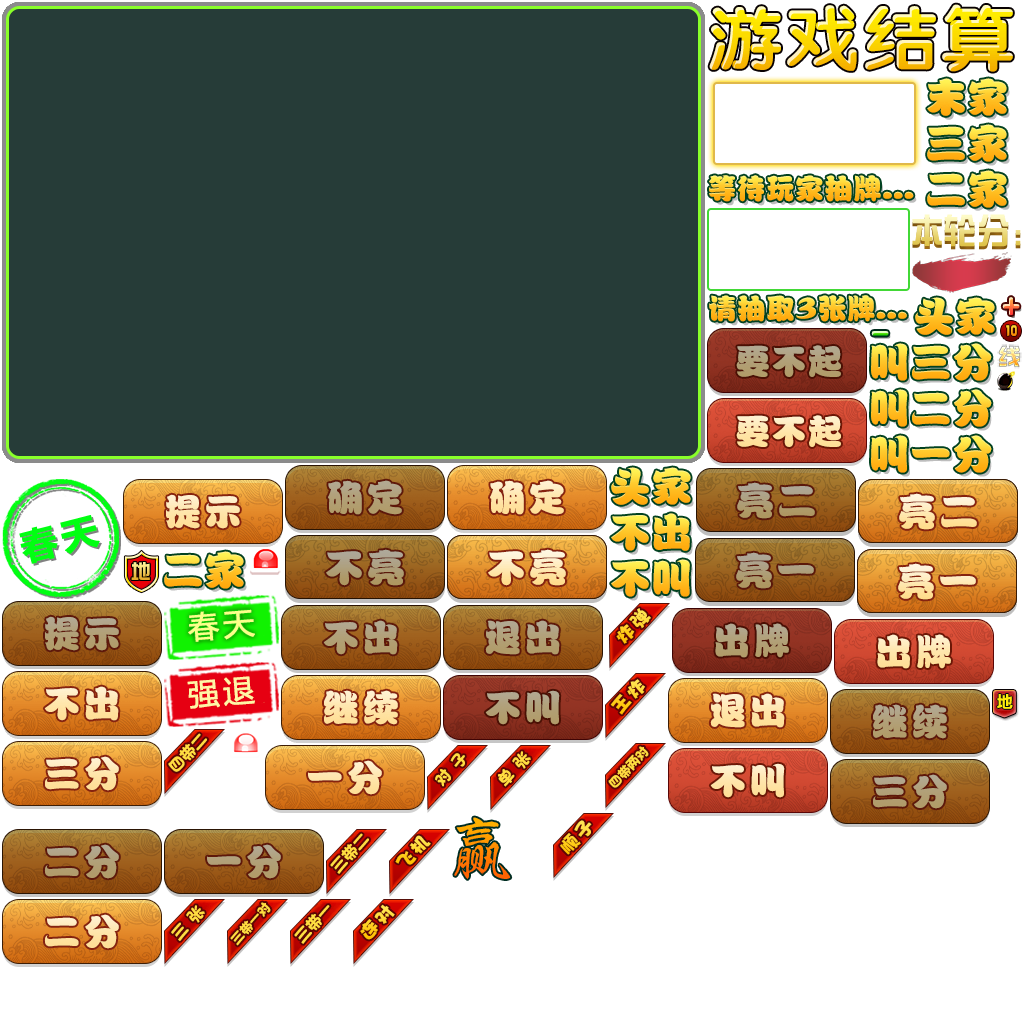 游戏结算
末家
三家
等待玩家抽牌...
二家
本轮分:
请抽取3张牌...
头家
+
10
-
线
要不起
叫三分
叫二分
要不起
叫一分
春天
提示
确定
确定
头家
亮二
亮二
不出
地
二家
不亮
不亮
不叫
亮一
亮一
提示
春天
不出
退出
炸弹
出牌
出牌
不出
强退
继续
不叫
王炸
退出
继续
地
三分
四带二
一分
对子
单张
四带两对
不叫
三分
二分
一分
三带二
飞机
赢
顺子
二分
三张
三带一对
三带一
连对